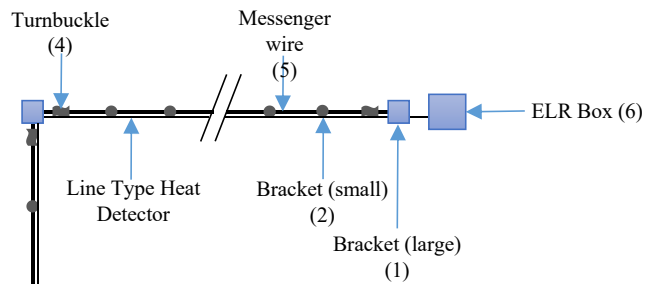 Turnbuckle
(4)
Messenger
wire
(5)
ELR Box (6)
Line Type Heat
Detector
Bracket (small)
(2)
Bracket (large)
(1)